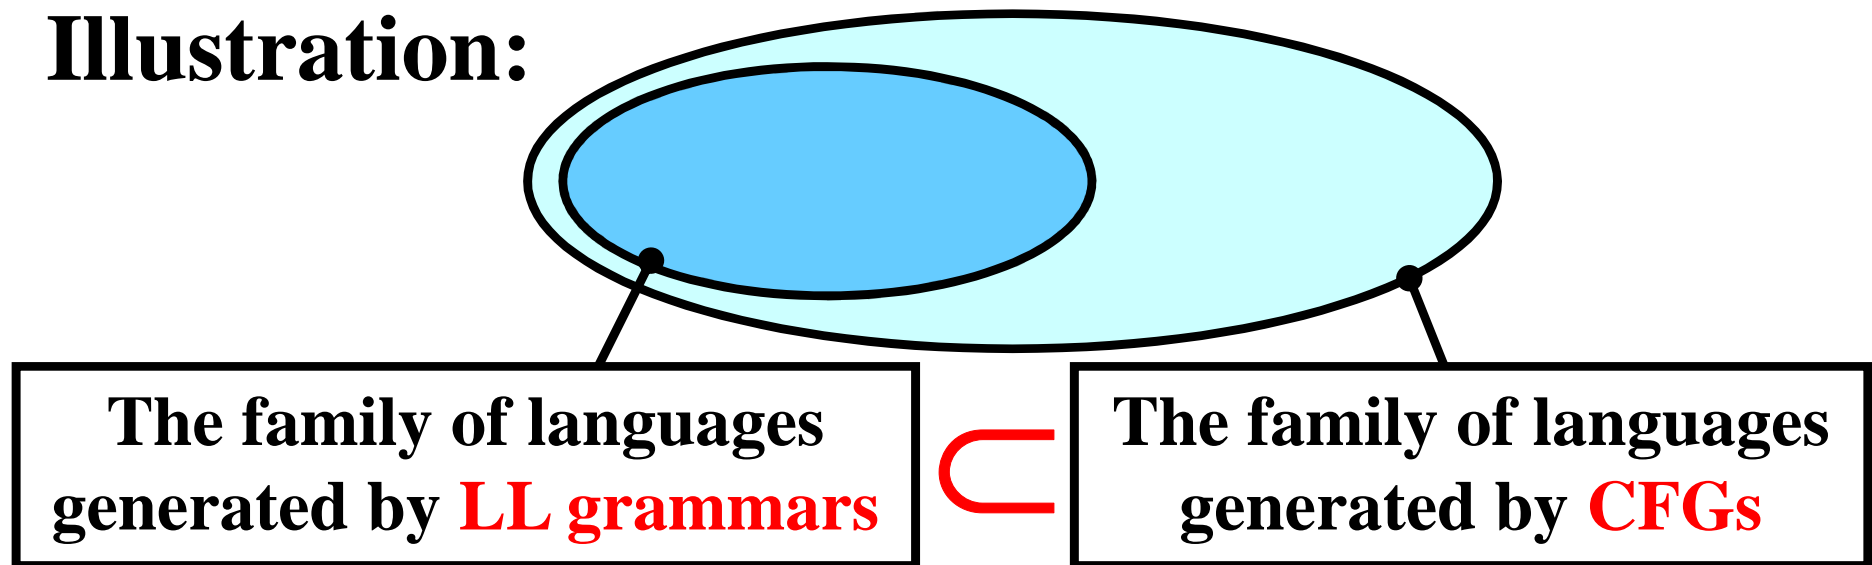 Illustration:
The family of languages
generated by LL grammars
⊂
The family of languages
generated by CFGs